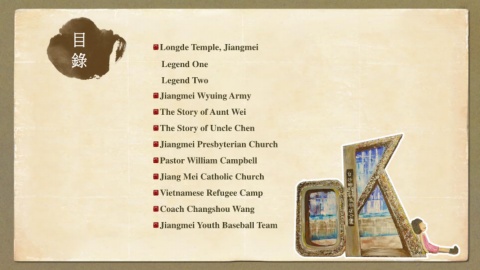 目
錄
Longde Temple, Jiangmei
Legend One
Legend Two
Jiangmei Wyuing Army
The Story of Aunt Wei
The Story of Uncle Chen
Jiangmei Presbyterian Church
Pastor William Campbell
Jiang Mei Catholic Church
Vietnamese Refugee Camp
Coach Changshou Wang
Jiangmei Youth Baseball Team